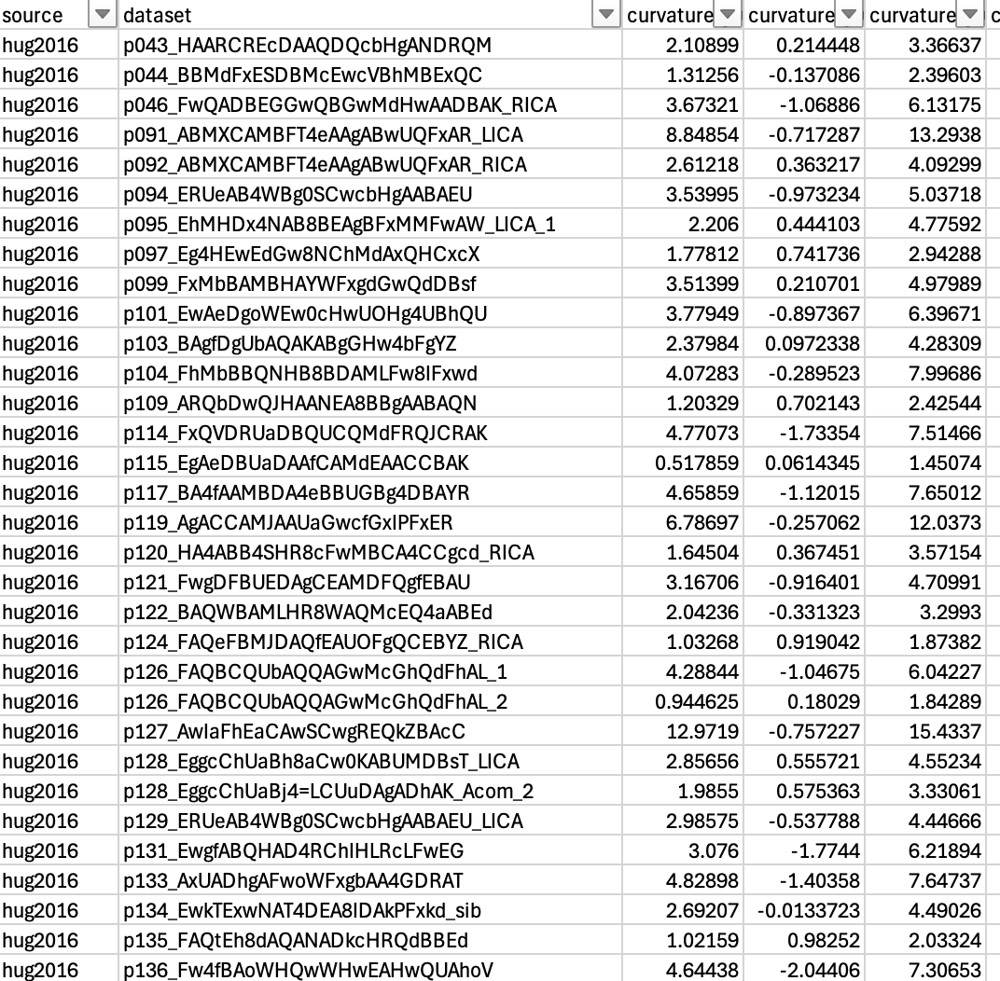 source dataset curvature curvature curvature c
hug2016 p043_HAARCREcDAAQDQcbHgANDRQM 2.10899 0.214448 3.36637
hug2016 p044_BBMdFxESDBMcEwcVBhMBExQC 1.31256 -0.137086 2.39603
hug2016 p046_FwQADBEGGwQBGwMdHwAADBAK_RICA 3.67321 -1.06886 6.13175
hug2016 p091_ABMXCAMBFT4eAAgABwUQFxAR_LICA 8.84854 -0.717287 13.2938
hug2016 p092_ABMXCAMBFT4eAAgABwUQFxAR_RICA 2.61218 0.363217 4.09299
hug2016 p094_ERUeAB4WBg0SCwcbHgAABAEU 3.53995 -0.973234 5.03718
hug2016 p095_EhMHDx4NAB8BEAgBFxMMFwAW_LICA_1 2.206 0.444103 4.77592
hug2016 p097_Eg4HEwEdGw8NChMdAxQHCxcX 1.77812 0.741736 2.94288
hug2016 p099_FxMbBAMBHAYWFxgdGwQdDBsf 3.51399 0.210701 4.97989
hug2016 p101_EwAeDgoWEw0cHwUOHg4UBhQU 3.77949 -0.897367 6.39671
hug2016 p103_BAgfDgUbAQAKABgGHw4bFgYZ 2.37984 0.0972338 4.28309
hug2016 p104_FhMbBBQNHB8BDAMLFw8IFxwd 4.07283 -0.289523 7.99686
hug2016 p109_ARQbDwQJHAANEA8BBgAABAQN 1.20329 0.702143 2.42544
hug2016 p114_FxQVDRUaDBQUCQMdFRQJCRAK 4.77073 -1.73354 7.51466
hug2016 p115_EgAeDBUaDAAfCAMdEAACCBAK 0.517859 0.0614345 1.45074
hug2016 p117_BA4fAAMBDA4eBBUGBg4DBAYR 4.65859 -1.12015 7.65012
hug2016 p119_AgACCAMJAAUaGwcfGxIPFxER 6.78697 -0.257062 12.0373
hug2016 p120_HA4ABB4SHR8cFwMBCA4CCgcd_RICA 1.64504 0.367451 3.57154
hug2016 p121_FwgDFBUEDAgCEAMDFQgfEBAU 3.16706 -0.916401 4.70991
hug2016 p122_BAQWBAMLHR8WAQMcEQ4aABEd 2.04236 -0.331323 3.2993
hug2016 p124_FAQeFBMJDAQfEAUOFgQCEBYZ_RICA 1.03268 0.919042 1.87382
hug2016 p126_FAQBCQUbAQQAGwMcGhQdFhAL_1 4.28844 -1.04675 6.04227
hug2016 p126_FAQBCQUbAQQAGwMcGhQdFhAL_2 0.944625 0.18029 1.84289
hug2016 p127_AwIaFhEaCAwSCwgREQkZBAcC 12.9719 -0.757227 15.4337
hug2016 p128_EggcChUaBh8aCw0KABUMDBsT_LICA 2.85656 0.555721 4.55234
hug2016 p128_EggcChUaBj4=LCUuDAgADhAK_Acom_2 1.9855 0.575363 3.33061
hug2016 p129_ERUeAB4WBg0SCwcbHgAABAEU_LICA 2.98575 -0.537788 4.44666
hug2016 p131_EwgfABQHAD4RChIHLRcLFwEG 3.076 -1.7744 6.21894
hug2016 p133_AxUADhgAFwoWFxgbAA4GDRAT 4.82898 -1.40358 7.64737
hug2016 p134_EwkTExwNAT4DEA8IDAkPFxkd_sib 2.69207 -0.0133723 4.49026
hug2016 p135_FAQtEh8dAQANADkcHRQdBBEd 1.02159 0.98252 2.03324
hug2016 p136_Fw4fBAoWHQwWHwEAHwQUAhoV 4.64438 -2.04406 7.30653